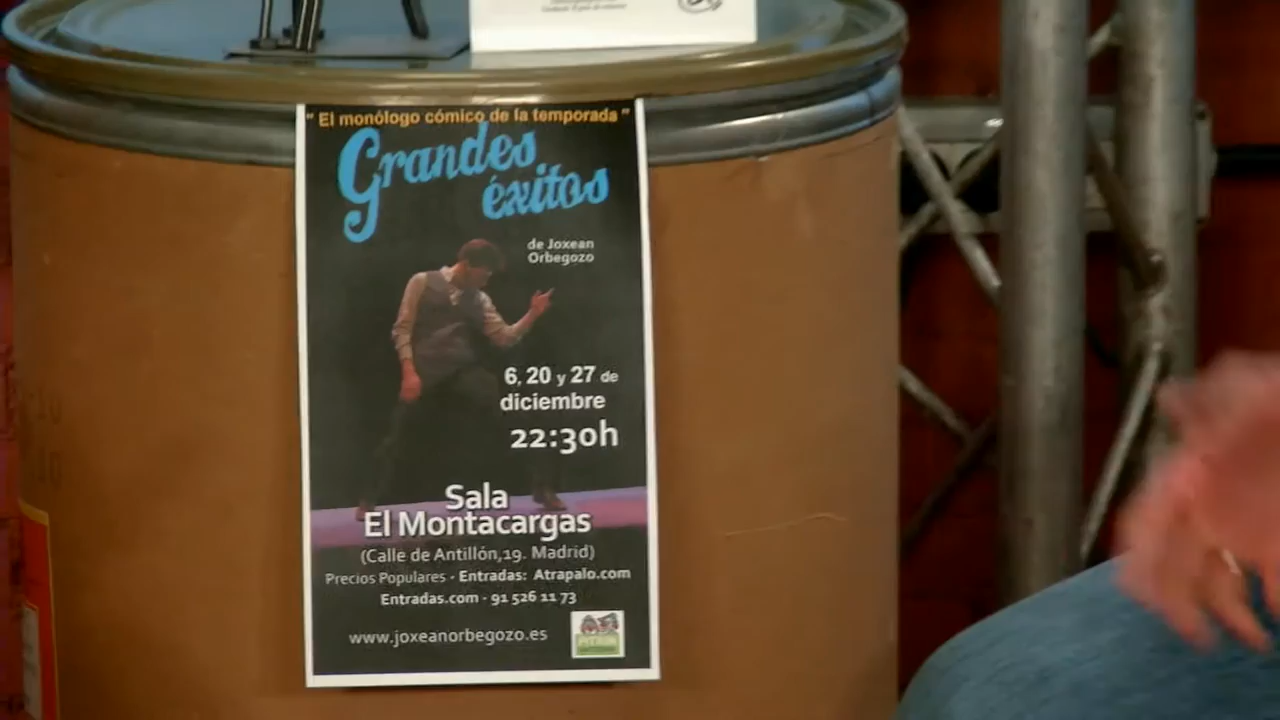 " El monólogo cómico de la temporada "
Grandes
éxitos
de Joxean
Orbegozo
6, 20 y 27 de
diciembre
22:30h
Sala
El Montacargas
(Calle de Antillón,19. Madrid)
Precios Populares - Entradas: Atrapalo.com
Entradas.com - 91 526 11 73
www.joxeanorbegozo.es